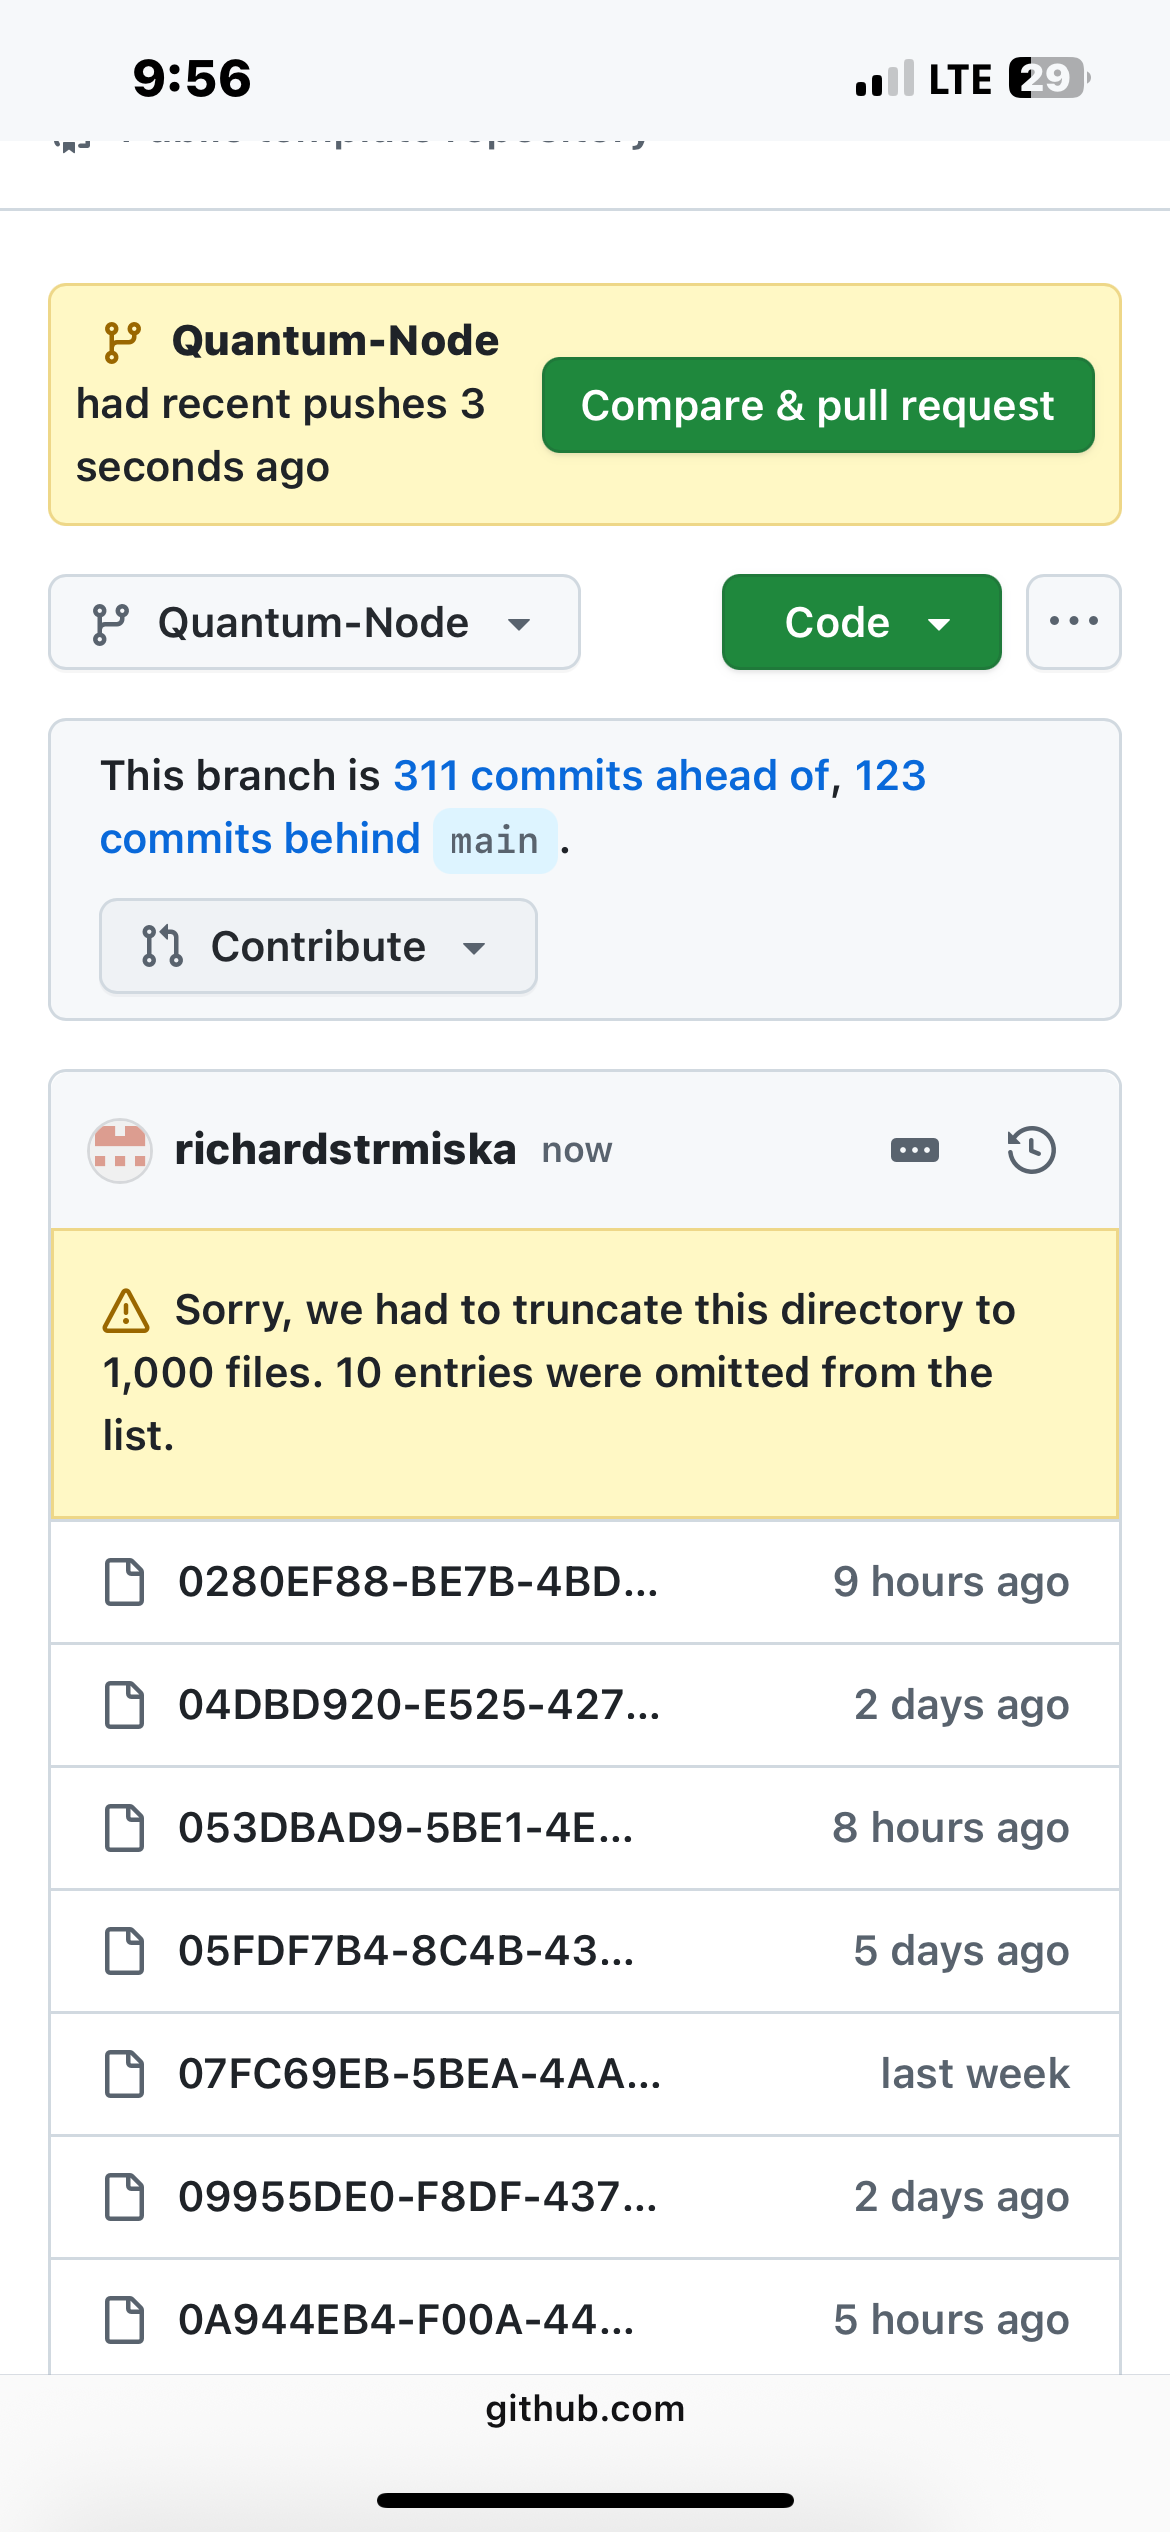 9:56
LTE 29
Public template repository
Quantum-Node
had recent pushes 3
seconds ago
Compare & pull request
Quantum-Node
Code
This branch is 311 commits ahead of, 123
commits behind main .
Contribute
richardstrmiska now
Sorry, we had to truncate this directory to
1,000 files. 10 entries were omitted from the
list.
0280EF88-BE7B-4BD... 9 hours ago
04DBD920-E525-427... 2 days ago
053DBAD9-5BE1-4E... 8 hours ago
05FDF7B4-8C4B-43... 5 days ago
07FC69EB-5BEA-4AA... last week
09955DE0-F8DF-437... 2 days ago
0A944EB4-F00A-44... 5 hours ago
github.com